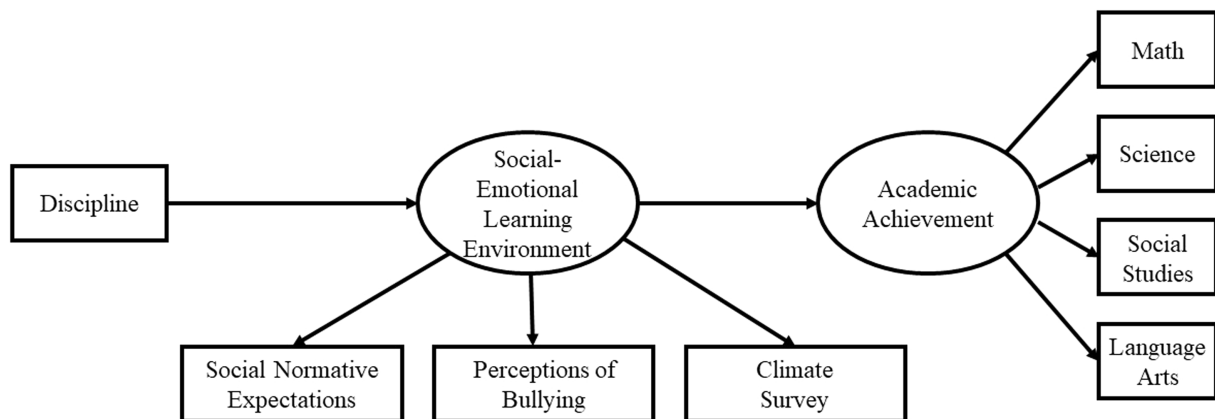 Discipline
Social-
Emotional
Learning
Environment
Social Normative
Expectations
Perceptions of
Bullying
Climate
Survey
Academic
Achievement
Math
Science
Social
Studies
Language
Arts